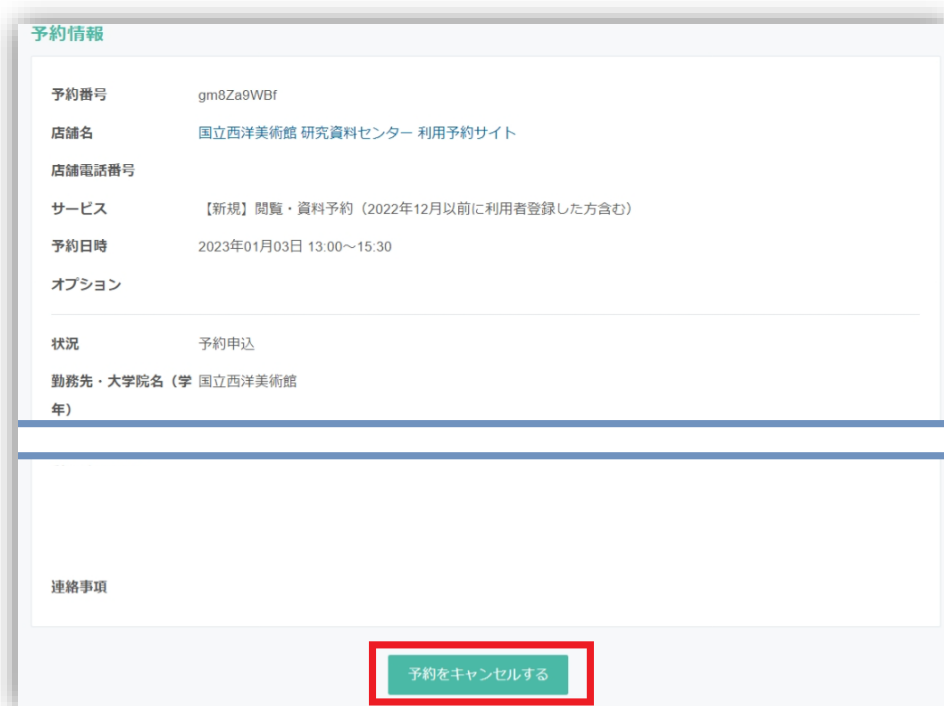 予約情報
予約番号 gm8Za9WBf
店舗名 国立西洋美術館 研究資料センター 利用予約サイト
店舗電話番号
サービス 【新規】閲覧・資料予約（2022年12月以前に利用者登録した方含む）
予約日時 2023年01月03日 13:00～15:30
オプション
状況 予約申込
勤務先・大学院名（学 国立西洋美術館
年）
連絡事項
予約をキャンセルする